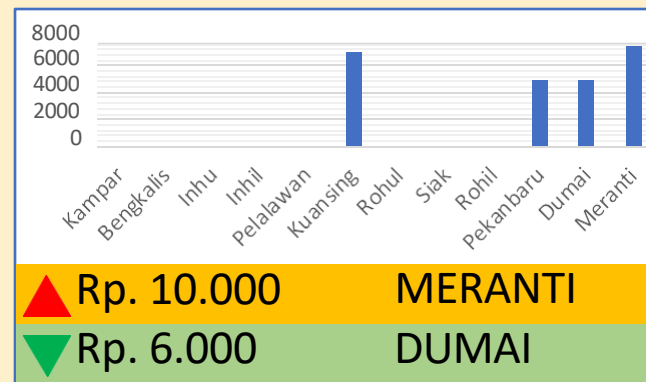 8000
6000
4000
2000
0
Kampar
Bengkalis
Inhu
Inhil
Pelalawan
Kuansing
Rohul
Siak
Rohil
Pekanbaru
Dumai
Meranti
Rp. 10.000 MERANTI
Rp. 6.000 DUMAI